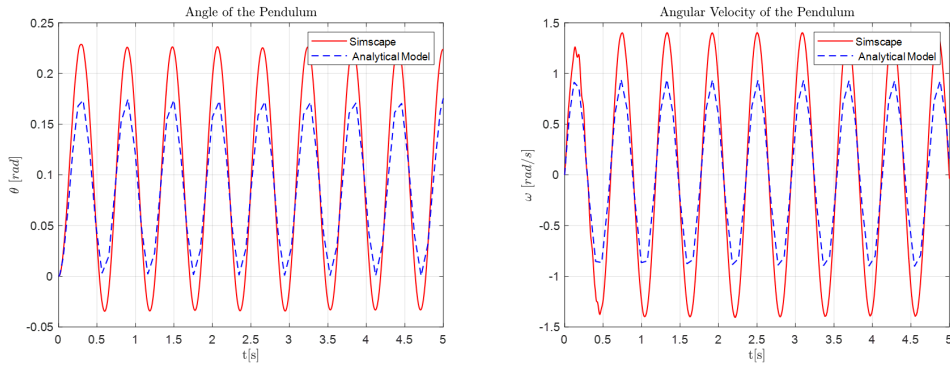 Angle of the Pendulum
0.25
0.2
0.15
0.1
0.05
0
-0.05
θ [rad]
Simscape
Analytical Model
0 0.5 1 1.5 2 2.5 3 3.5 4 4.5 5
t[s]
Angular Velocity of the Pendulum
1.5
1
0.5
0
-0.5
-1
-1.5
ω [rad/s]
Simscape
Analytical Model
0 0.5 1 1.5 2 2.5 3 3.5 4 4.5 5
t[s]